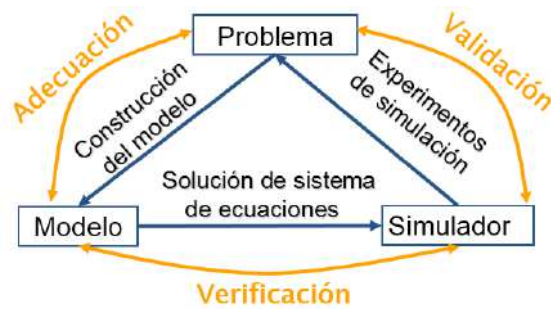 Problema
Adecuación
Validación
Construcción
del modelo
Experimentos
de simulación
Solución de sistema
de ecuaciones
Modelo
Simulador
Verificación